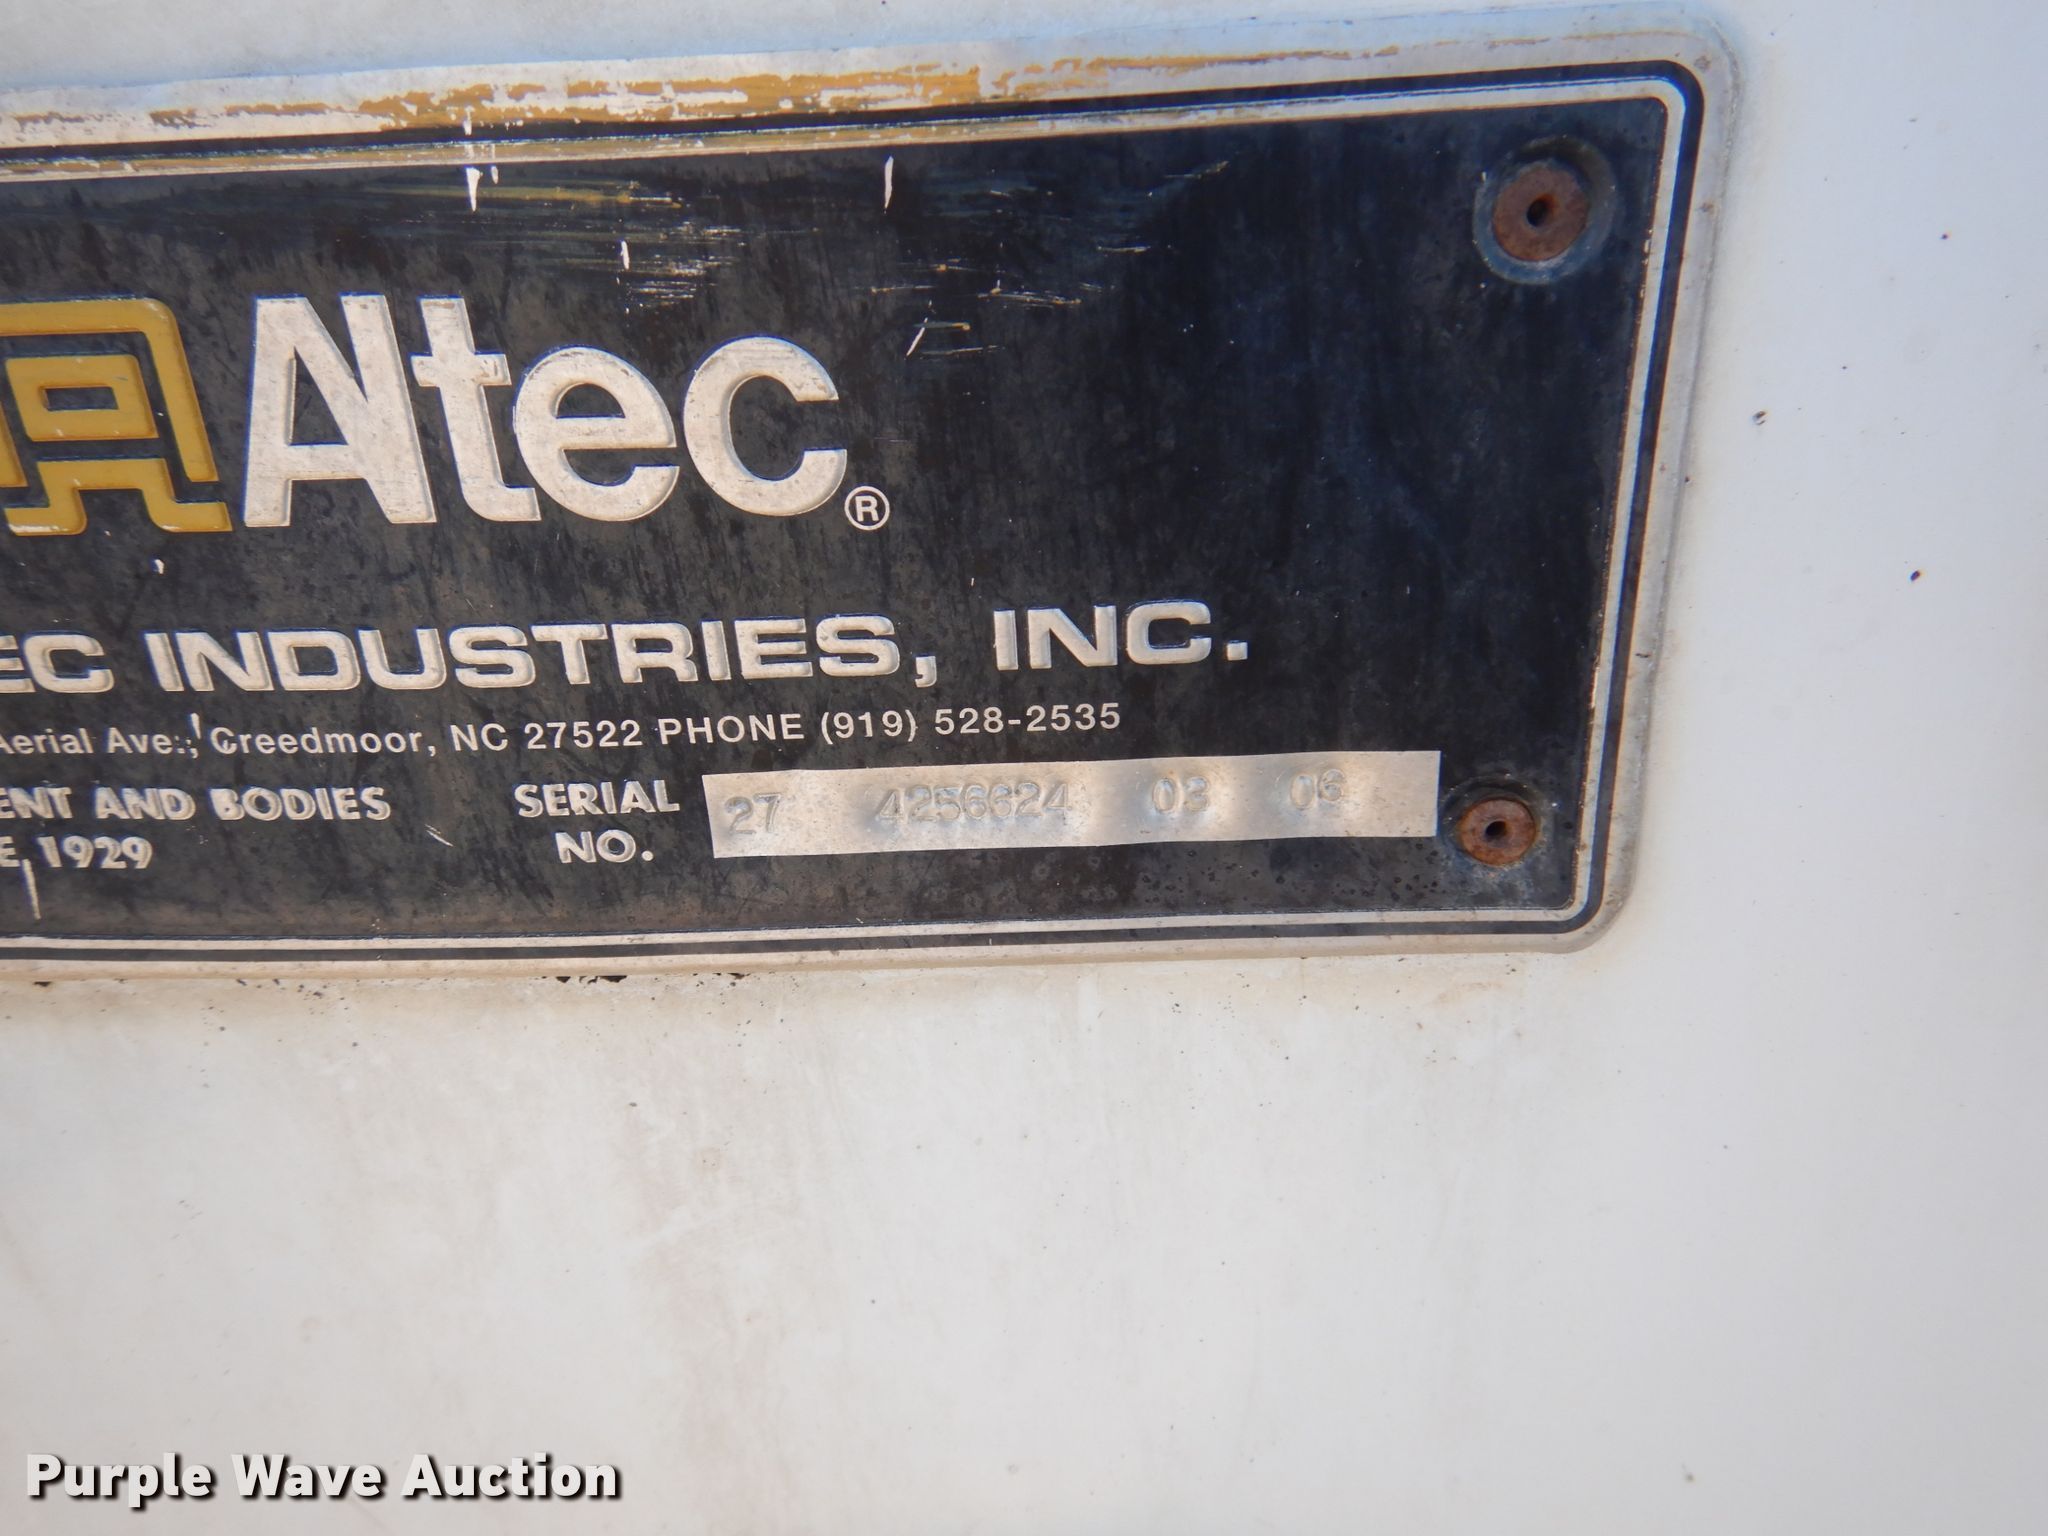 Altec®
EC INDUSTRIES, INC.
Aerial Ave., Creedmoor, NC 27522 PHONE (919) 528-2535
ENT AND BODIES
E 1929
SERIAL NO.
27 4256624 03 06
Purple Wave Auction